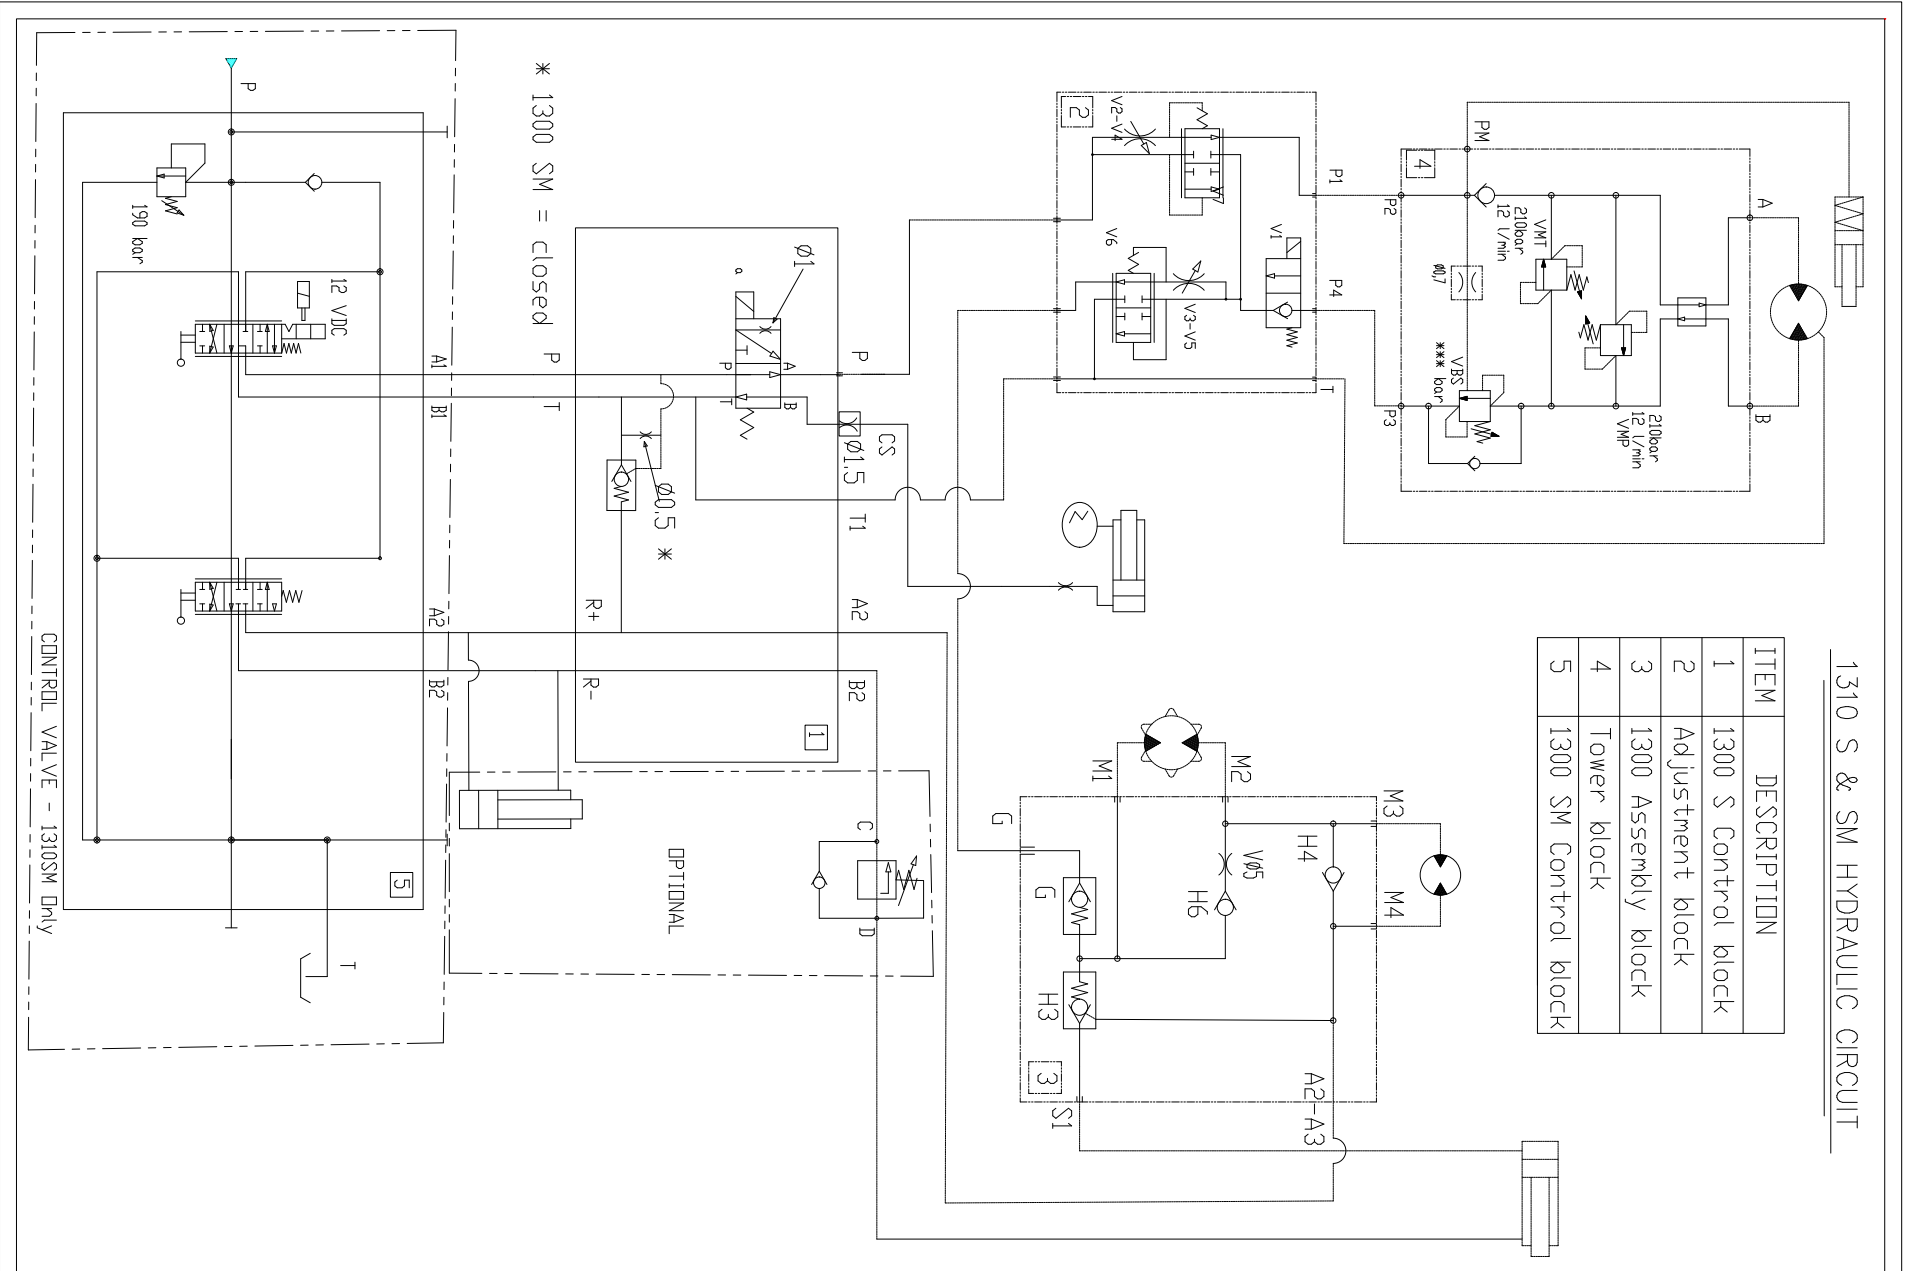 1310 S & SM HYDRAULIC CIRCUIT
ITEM DESCRIPTION
1 1300 S Control block
2 Adjustment block
3 1300 Assembly block
4 Tower block
5 1300 SM Control block
A
B
4
PM
P2
P3
210bar
12 l/min
VMT
210bar
12 l/min
VMP
Ø0,7
VBS
*** bar
2
V2-V4
V1
V6
V3-V5
P1
P4
T
M3
M4
H4
A2-A3
M2
M1
VØ5
H6
G
G
H3
3
S1
* 1300 SM = closed
P
T
Ø1
a
A
B
P
T
P
CS
Ø1,5
T1
Ø0,5 *
A2
B2
R+
R-
1
OPTIONAL
C
D
P
190 bar
12 VDC
A1
B1
A2
B2
5
T
CONTROL VALVE - 1310SM Only